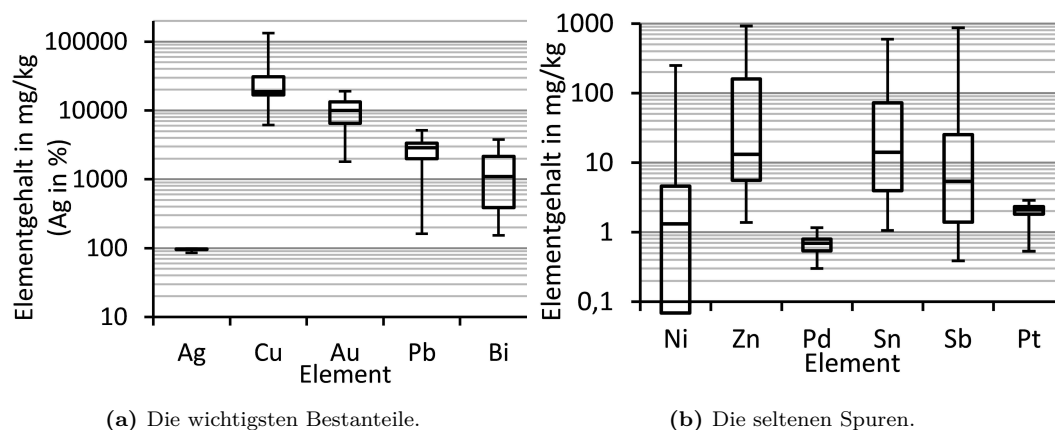 Elementgehalt in mg/kg
(Ag in %)
100000
10000
1000
100
10
Ag Cu Au Pb Bi
Element
(a) Die wichtigsten Bestanteile.
Elementgehalt in mg/kg
1000
100
10
1
0,1
Ni Zn Pd Sn Sb Pt
Element
(b) Die seltenen Spuren.